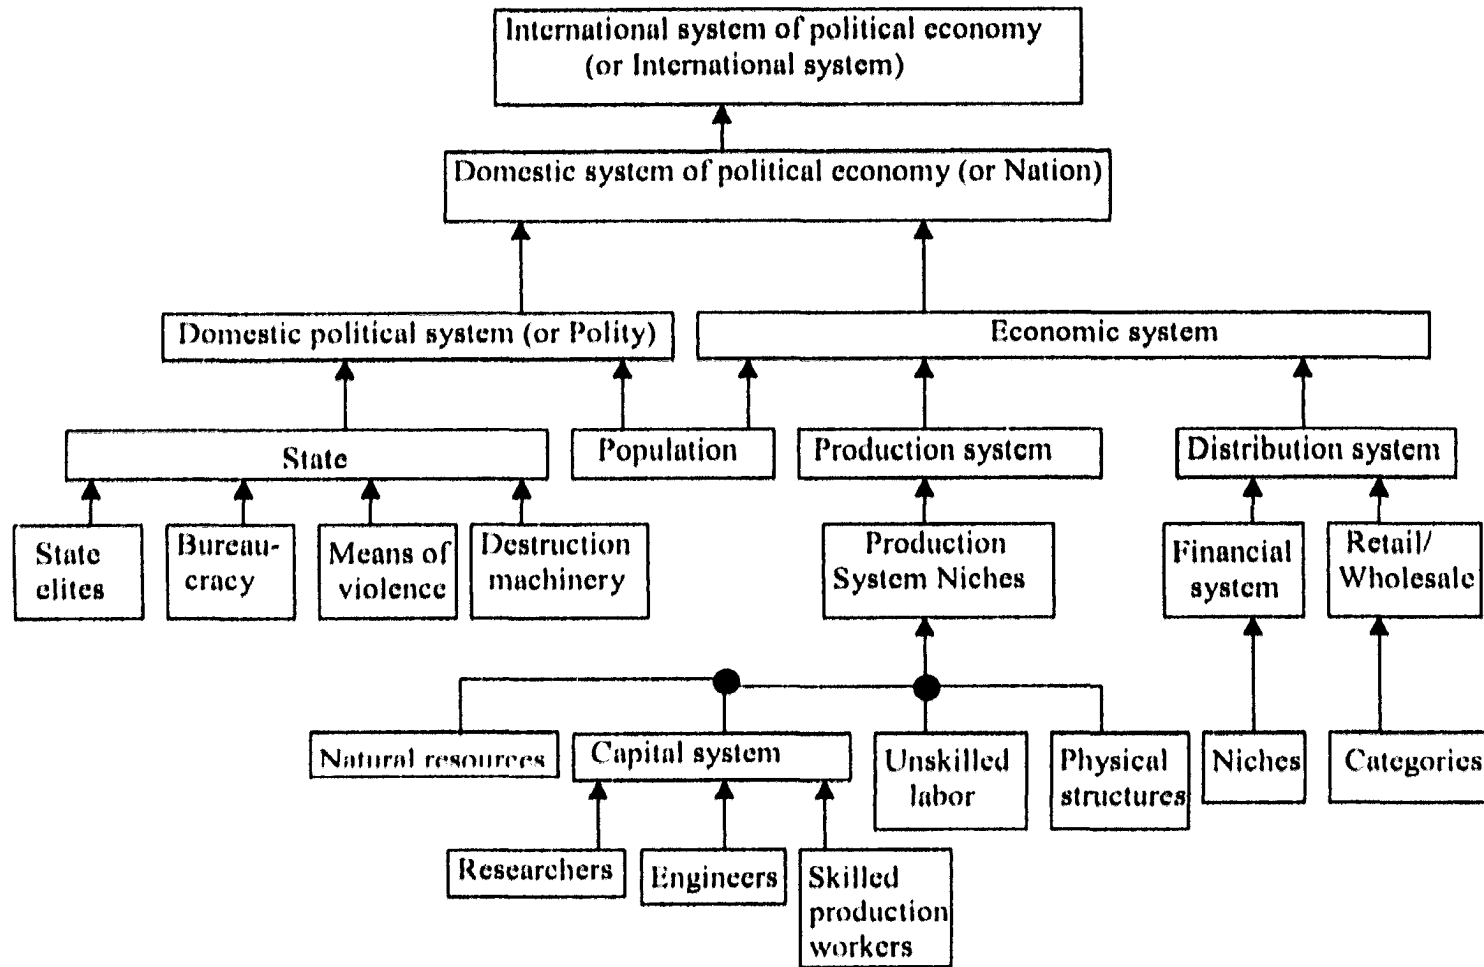 International system of political economy
(or International system)
Domestic system of political economy (or Nation)
Domestic political system (or Polity)
Economic system
State
Population
Production system
Distribution system
State
elites
Bureau-
cracy
Means of
violence
Destruction
machinery
Production
System Niches
Financial
system
Retail/
Wholesale
Natural resources
Capital system
Unskilled
labor
Physical
structures
Niches
Categories
Researchers
Engineers
Skilled
production
workers